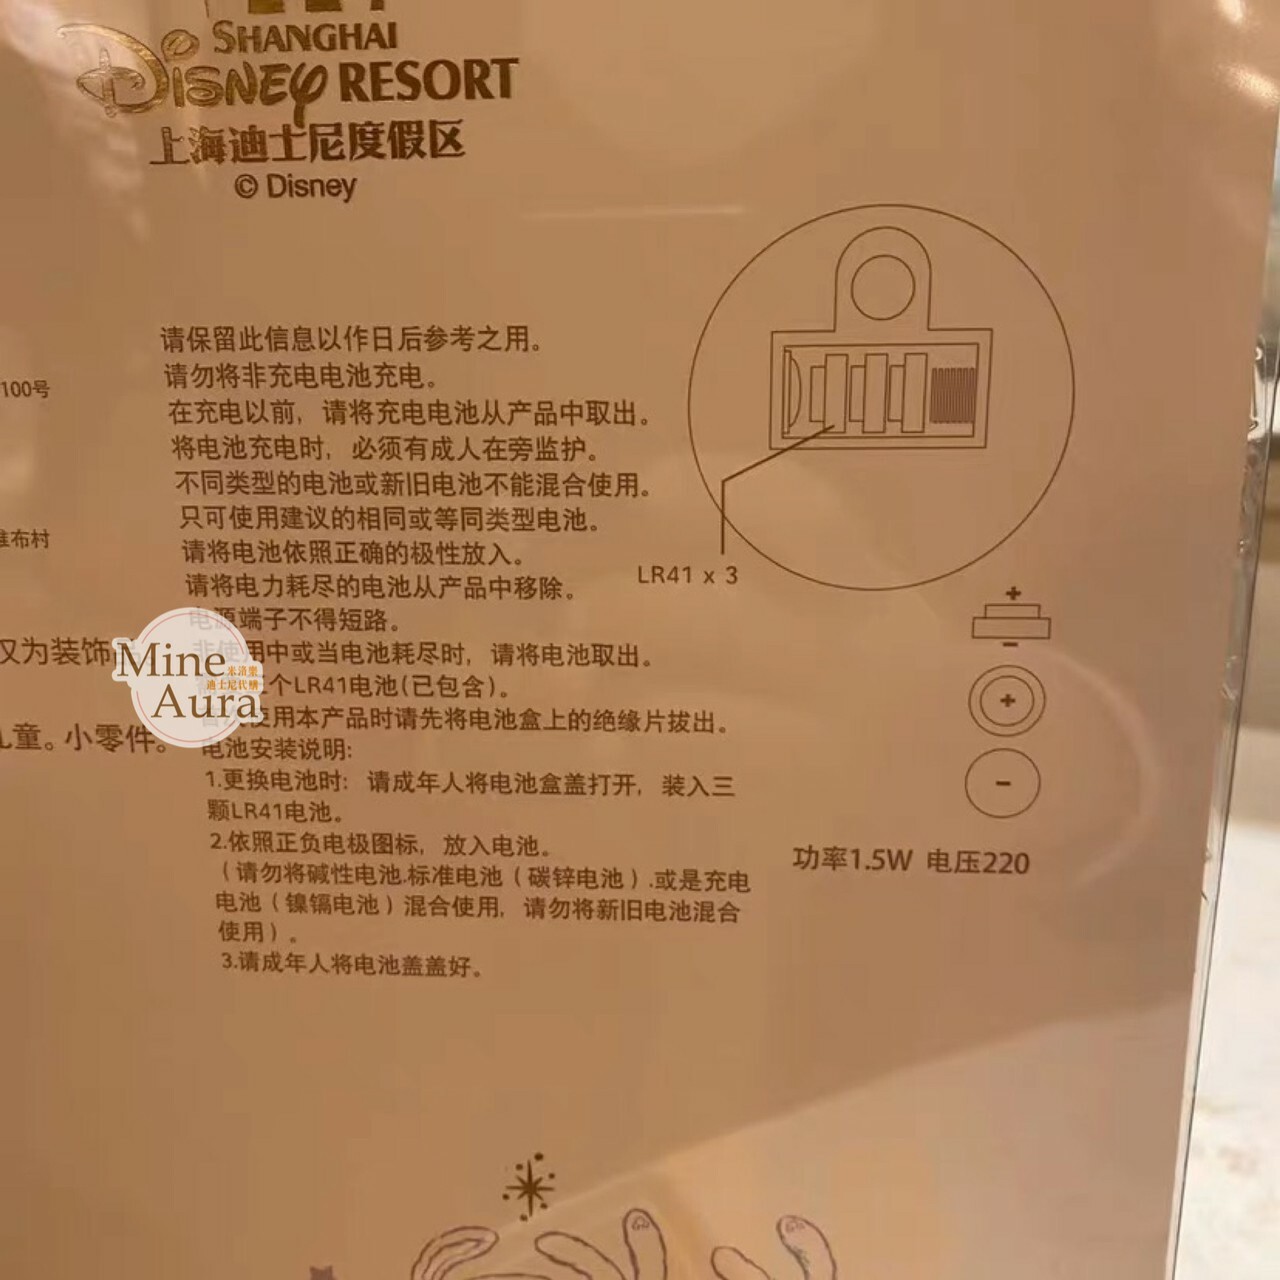 SHANGHAI
Disney RESORT
上海迪士尼度假区
© Disney
请保留此信息以作日后参考之用。
请勿将非充电电池充电。
100号
在充电以前，请将充电电池从产品中取出。
将电池充电时，必须有成人在旁监护。
不同类型的电池或新旧电池不能混合使用。
只可使用建议的相同或等同类型电池。
布村
请将电池依照正确的极性放入。
请将电力耗尽的电池从产品中移除。
LR41 x 3
电源端子不得短路。
仅为装饰
非使用中或当电池耗尽时，请将电池取出。
个LR41电池(已包含)。
使用本产品时请先将电池盒上的绝缘片拔出。
儿童。小零件。
Mine
Aura
米洛里
迪士尼代購
电池安装说明:
1.更换电池时：请成年人将电池盒盖打开，装入三
颗LR41电池。
2.依照正负电极图标，放入电池。
（请勿将碱性电池.标准电池（碳锌电池）.或是充电
电池（镍镉电池）混合使用，请勿将新旧电池混合
使用）。
3.请成年人将电池盖盖好。
+
-
+
-
功率1.5W 电压220